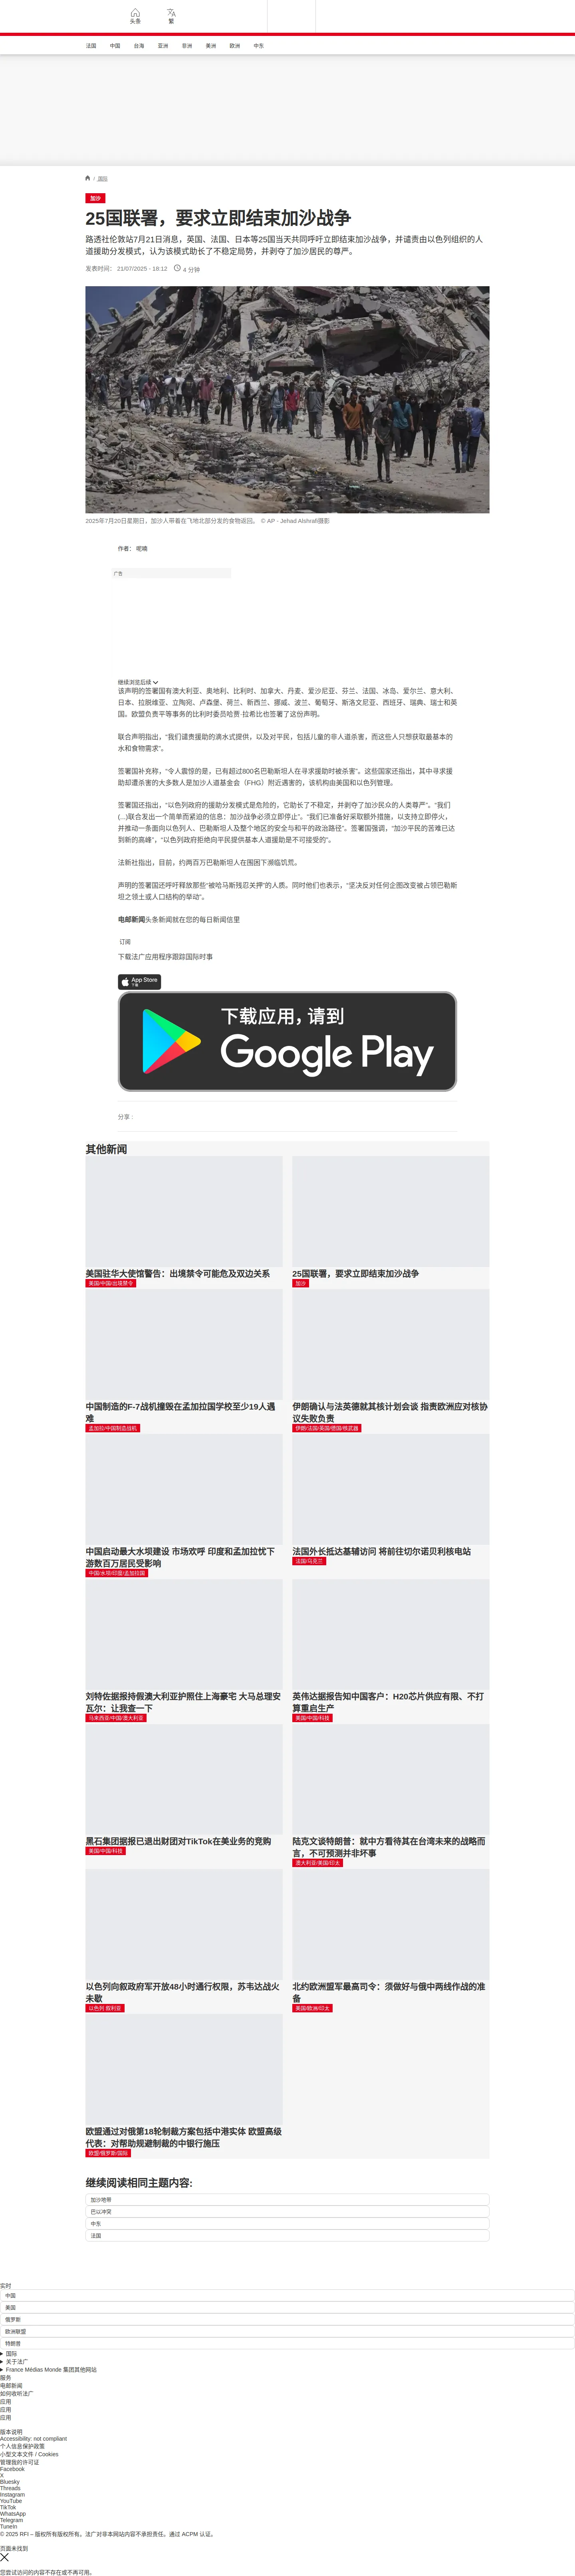 头条
繁
法国 中国 台海 亚洲 非洲 美洲 欧洲 中东
/ 国际
加沙
25国联署，要求立即结束加沙战争
路透社伦敦站7月21日消息，英国、法国、日本等25国当天共同呼吁立即结束加沙战争，并谴责由以色列组织的人
道援助分发模式，认为该模式助长了不稳定局势，并剥夺了加沙居民的尊严。
发表时间： 21/07/2025 - 18:12 4 分钟
2025年7月20日星期日，加沙人带着在飞地北部分发的食物返回。 © AP - Jehad Alshrafi摄影
作者： 呢喃
广告
继续浏览后续
该声明的签署国有澳大利亚、奥地利、比利时、加拿大、丹麦、爱沙尼亚、芬兰、法国、冰岛、爱尔兰、意大利、
日本、拉脱维亚、立陶宛、卢森堡、荷兰、新西兰、挪威、波兰、葡萄牙、斯洛文尼亚、西班牙、瑞典、瑞士和英
国。欧盟负责平等事务的比利时委员哈贾·拉希比也签署了这份声明。
联合声明指出，“我们谴责援助的滴水式提供，以及对平民，包括儿童的非人道杀害，而这些人只想获取最基本的
水和食物需求”。
签署国补充称，“令人震惊的是，已有超过800名巴勒斯坦人在寻求援助时被杀害”。这些国家还指出，其中寻求援
助却遭杀害的大多数人是加沙人道基金会（FHG）附近遇害的，该机构由美国和以色列管理。
签署国还指出，“以色列政府的援助分发模式是危险的，它助长了不稳定，并剥夺了加沙民众的人类尊严”。“我们
(...)联合发出一个简单而紧迫的信息：加沙战争必须立即停止”。“我们已准备好采取额外措施，以支持立即停火，
并推动一条面向以色列人、巴勒斯坦人及整个地区的安全与和平的政治路径”。签署国强调，“加沙平民的苦难已达
到新的高峰”，“以色列政府拒绝向平民提供基本人道援助是不可接受的”。
法新社指出，目前，约两百万巴勒斯坦人在围困下濒临饥荒。
声明的签署国还呼吁释放那些“被哈马斯残忍关押”的人质。同时他们也表示，“坚决反对任何企图改变被占领巴勒斯
坦之领土或人口结构的举动”。
电邮新闻头条新闻就在您的每日新闻信里
订阅
下载法广应用程序跟踪国际时事
App Store
下载
下载应用，请到
Google Play
分享 :
其他新闻
美国驻华大使馆警告：出境禁令可能危及双边关系
美国/中国/出境禁令
25国联署，要求立即结束加沙战争
加沙
中国制造的F-7战机撞毁在孟加拉国学校至少19人遇
难
孟加拉/中国制造战机
伊朗确认与法英德就其核计划会谈 指责欧洲应对核协
议失败负责
伊朗/法国/英国/德国/核武器
中国启动最大水坝建设 市场欢呼 印度和孟加拉忧下
游数百万居民受影响
中国/水坝/印度/孟加拉国
法国外长抵达基辅访问 将前往切尔诺贝利核电站
法国/乌克兰
刘特佐据报持假澳大利亚护照住上海豪宅 大马总理安
瓦尔：让我查一下
马来西亚/中国/澳大利亚
英伟达据报告知中国客户：H20芯片供应有限、不打
算重启生产
美国/中国/科技
黑石集团据报已退出财团对TikTok在美业务的竞购
美国/中国/科技
陆克文谈特朗普：就中方看待其在台湾未来的战略而
言，不可预测并非坏事
澳大利亚/美国/印太
以色列向叙政府军开放48小时通行权限，苏韦达战火
未歇
以色列 叙利亚
北约欧洲盟军最高司令：须做好与俄中两线作战的准
备
美国/欧洲/印太
欧盟通过对俄第18轮制裁方案包括中港实体 欧盟高级
代表：对帮助规避制裁的中银行施压
欧盟/俄罗斯/国际
继续阅读相同主题内容:
加沙地带
巴以冲突
中东
法国
实时
中国
美国
俄罗斯
欧洲联盟
特朗普
国际
关于法广
France Médias Monde 集团其他网站
服务
电邮新闻
如何收听法广
应用
应用
应用
版本说明
Accessibility: not compliant
个人信息保护政策
小型文本文件 / Cookies
管理我的许可证
Facebook
X
Bluesky
Threads
Instagram
YouTube
TikTok
WhatsApp
Telegram
TuneIn
© 2025 RFI – 版权所有版权所有。法广对非本网站内容不承担责任。通过 ACPM 认证。
页面未找到
您尝试访问的内容不存在或不再可用。